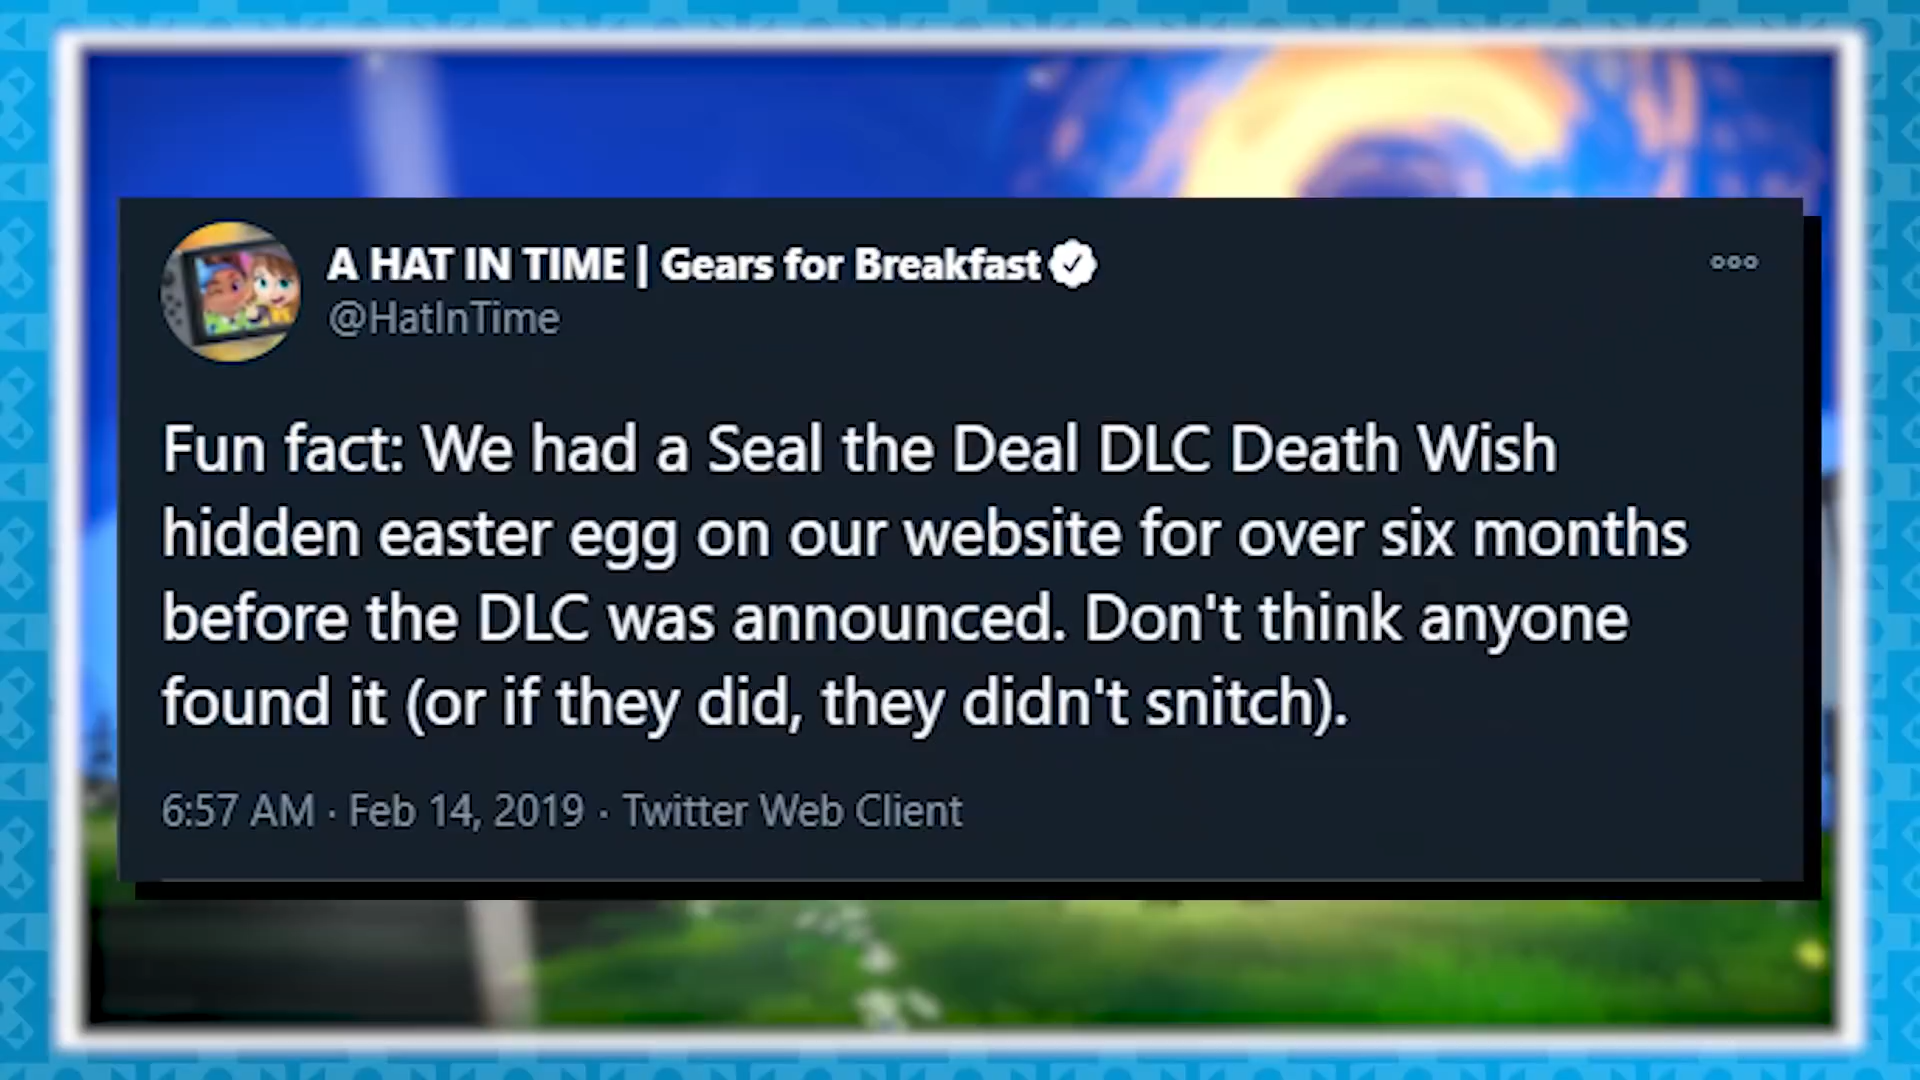 A HAT IN TIME | Gears for Breakfast
@HatInTime
Fun fact: We had a Seal the Deal DLC Death Wish
hidden easter egg on our website for over six months
before the DLC was announced. Don't think anyone
found it (or if they did, they didn't snitch).
6:57 AM · Feb 14, 2019 · Twitter Web Client